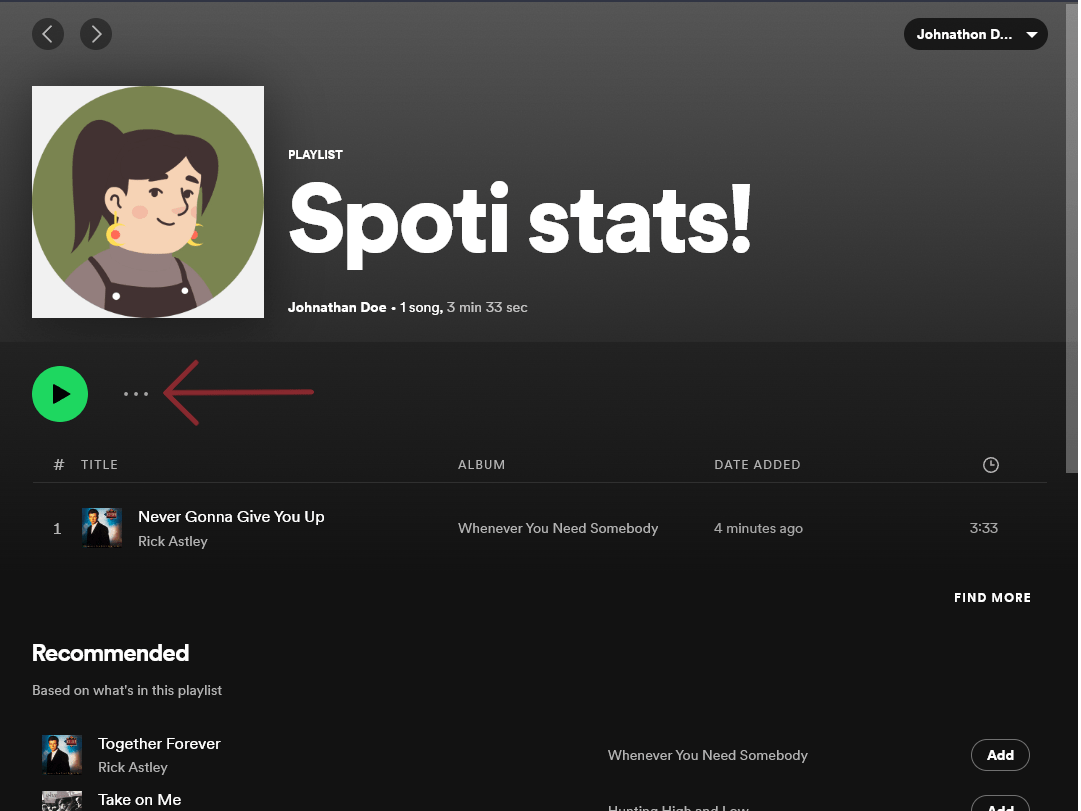 Johnathon D...
PLAYLIST
Spoti stats!
Johnathan Doe • 1 song, 3 min 33 sec
# TITLE ALBUM DATE ADDED
1 Never Gonna Give You Up Whenever You Need Somebody 4 minutes ago 3:33
Rick Astley
FIND MORE
Recommended
Based on what's in this playlist
Together Forever Whenever You Need Somebody Add
Rick Astley
Take on Me Hunting High and Low Add